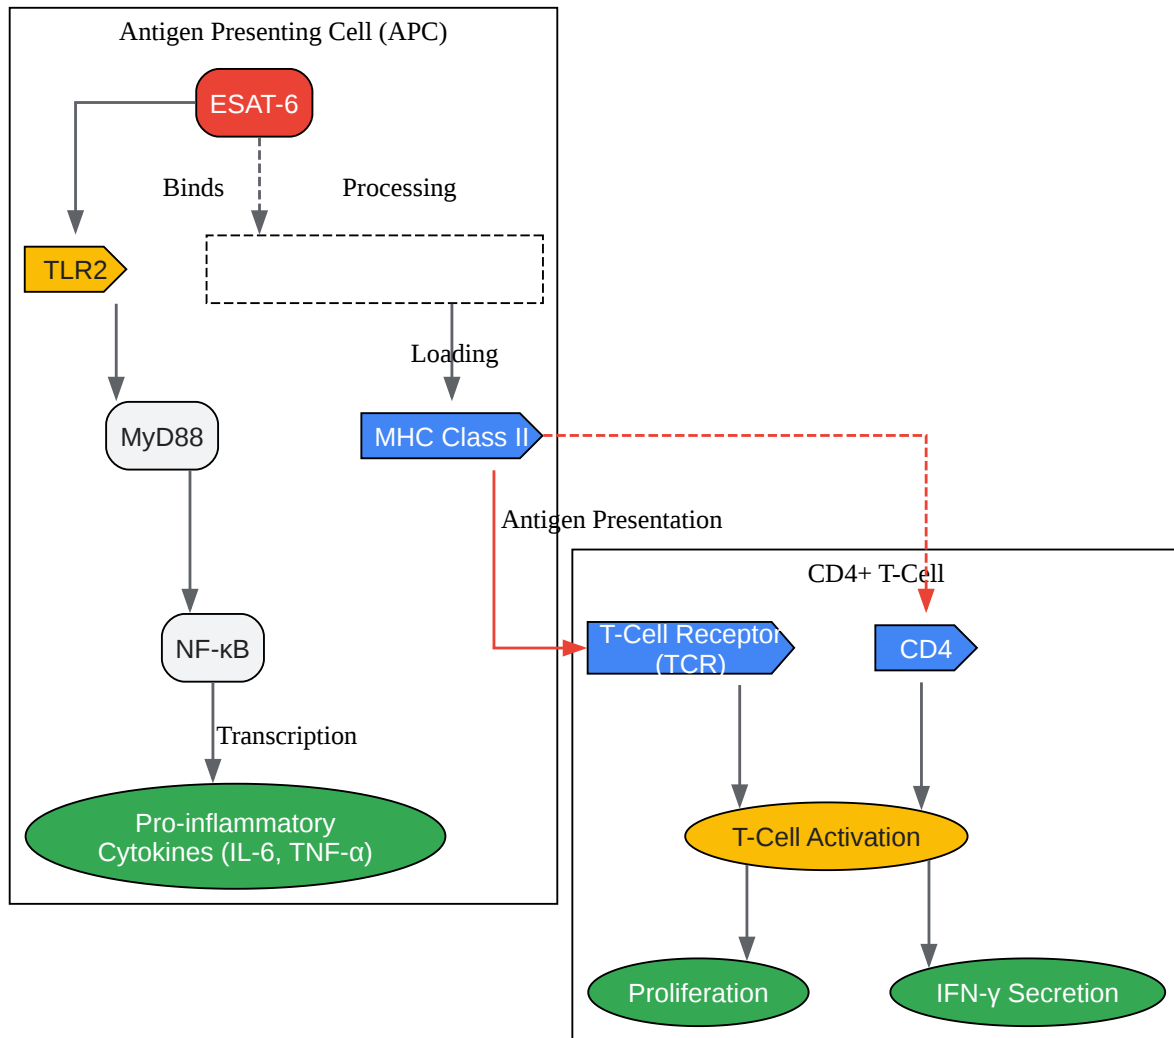 Antigen Presenting Cell (APC)
ESAT-6
Binds
Processing
TLR2
Loading
MyD88
MHC Class II
Antigen Presentation
CD4+ T-Cell
NF-κB
T-Cell Receptor
(TCR)
CD4
Transcription
Pro-inflammatory
Cytokines (IL-6, TNF-α)
T-Cell Activation
Proliferation
IFN-γ Secretion